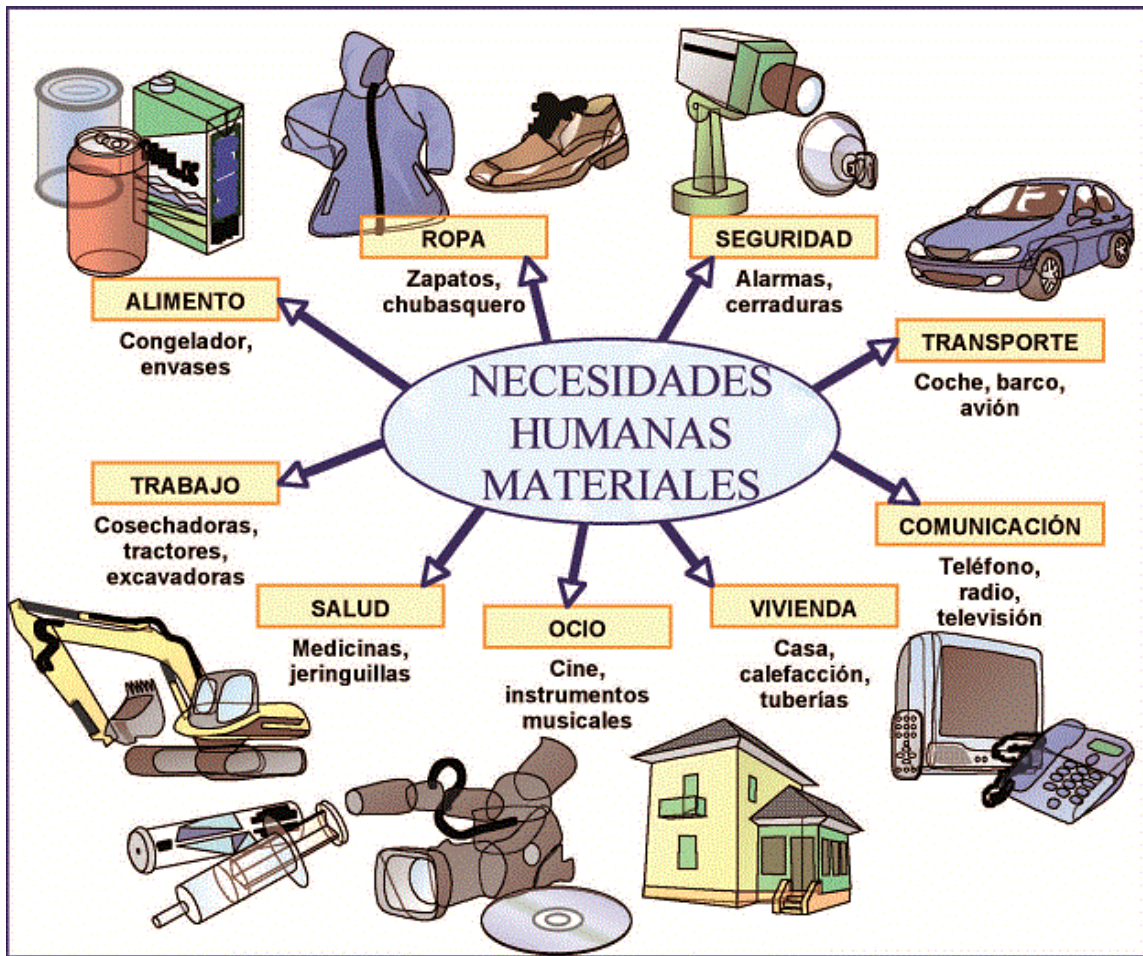 NECESIDADES
HUMANAS
MATERIALES
ALIMENTO
Congelador,
envases
ROPA
Zapatos,
chubasquero
SEGURIDAD
Alarmas,
cerraduras
TRANSPORTE
Coche, barco,
avión
COMUNICACIÓN
Teléfono,
radio,
televisión
VIVIENDA
Casa,
calefacción,
tuberías
OCIO
Cine,
instrumentos
musicales
SALUD
Medicinas,
jeringuillas
TRABAJO
Cosechadoras,
tractores,
excavadoras